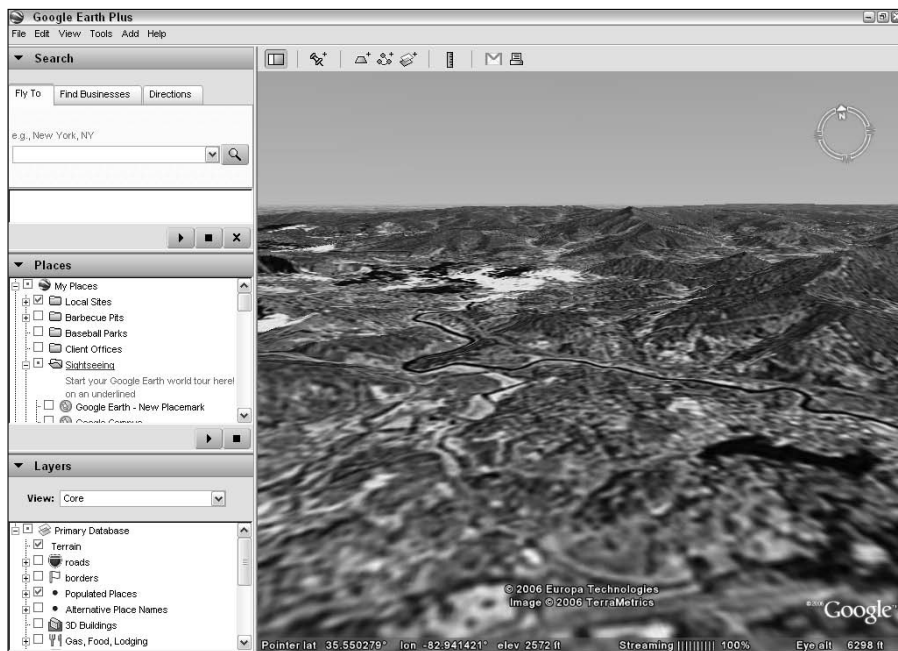 Google Earth Plus
File Edit View Tools Add Help
Search
Fly To Find Businesses Directions
e.g., New York, NY
Places
My Places
Local Sites
Barbecue Pits
Baseball Parks
Client Offices
Sightseeing
Start your Google Earth world tour here!
on an underlined
Google Earth - New Placemark
Google Campus
Layers
View: Core
Primary Database
Terrain
roads
borders
Populated Places
Alternative Place Names
3D Buildings
Gas, Food, Lodging
N
© 2006 Europa Technologies
Image © 2006 TerraMetrics
©2006 Google™
Pointer lat 35.550279° lon -82.941421° elev 2572 ft Streaming ||||||||| 100% Eye alt 6298 ft